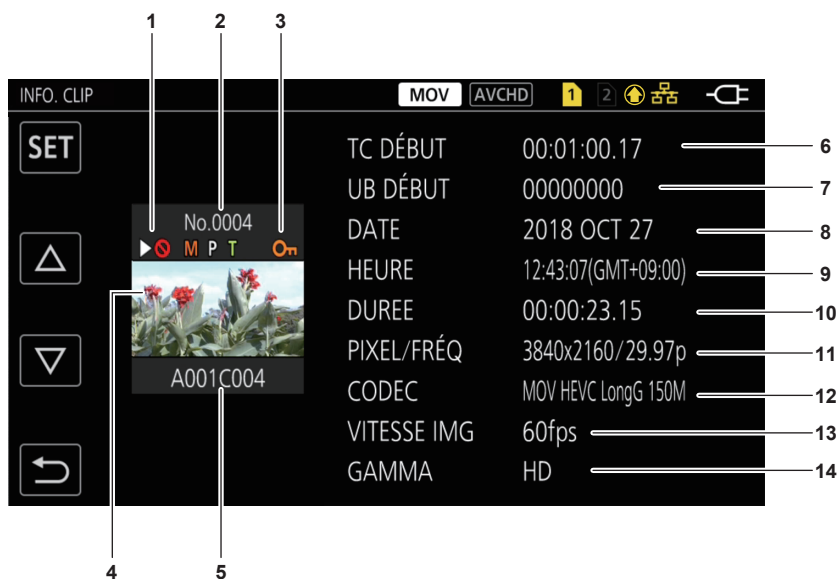 1 2 3
INFO. CLIP MOV AVCHD 1 2
SET
No.0004
M P T
A001C004
TC DÉBUT 00:01:00.17 6
UB DÉBUT 00000000 7
DATE 2018 OCT 27 8
HEURE 12:43:07(GMT+09:00) 9
DUREE 00:00:23.15 10
PIXEL/FRÉQ 3840x2160/29.97p 11
CODEC MOV HEVC LongG 150M 12
VITESSE IMG 60fps 13
GAMMA HD 14
4 5